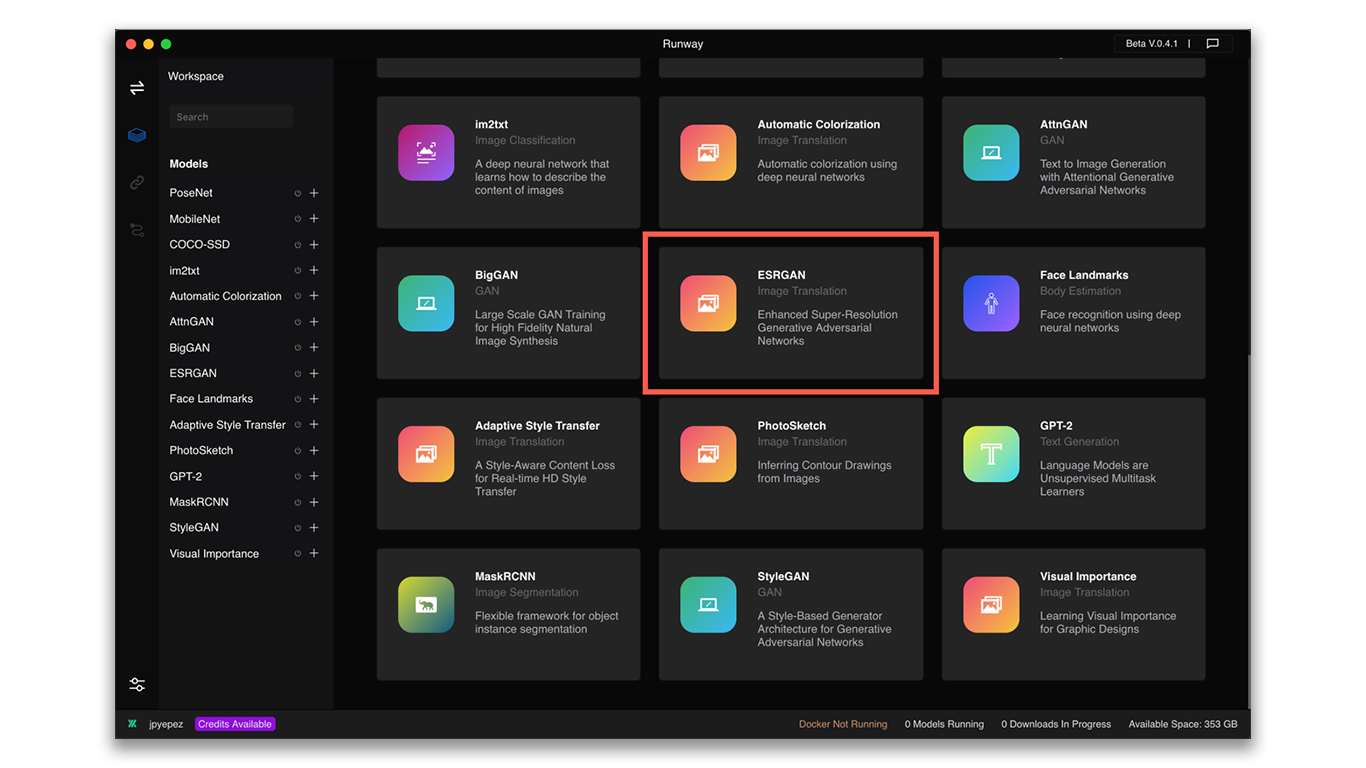 Runway
Beta V.0.4.1
Workspace
Search
Models
PoseNet
MobileNet
COCO-SSD
im2txt
Automatic Colorization
AttnGAN
BigGAN
ESRGAN
Face Landmarks
Adaptive Style Transfer
PhotoSketch
GPT-2
MaskRCNN
StyleGAN
Visual Importance
im2txt
Image Classification
A deep neural network that
learns how to describe the
content of images
Automatic Colorization
Image Translation
Automatic colorization using
deep neural networks
AttnGAN
GAN
Text to Image Generation
with Attentional Generative
Adversarial Networks
BigGAN
GAN
Large Scale GAN Training
for High Fidelity Natural
Image Synthesis
ESRGAN
Image Translation
Enhanced Super-Resolution
Generative Adversarial
Networks
Face Landmarks
Body Estimation
Face recognition using deep
neural networks
Adaptive Style Transfer
Image Translation
A Style-Aware Content Loss
for Real-time HD Style
Transfer
PhotoSketch
Image Translation
Inferring Contour Drawings
from Images
GPT-2
Text Generation
Language Models are
Unsupervised Multitask
Learners
MaskRCNN
Image Segmentation
Flexible framework for object
instance segmentation
StyleGAN
GAN
A Style-Based Generator
Architecture for Generative
Adversarial Networks
Visual Importance
Image Translation
Learning Visual Importance
for Graphic Designs
jpyepez
Credits Available
Docker Not Running
0 Models Running
0 Downloads In Progress
Available Space: 353 GB